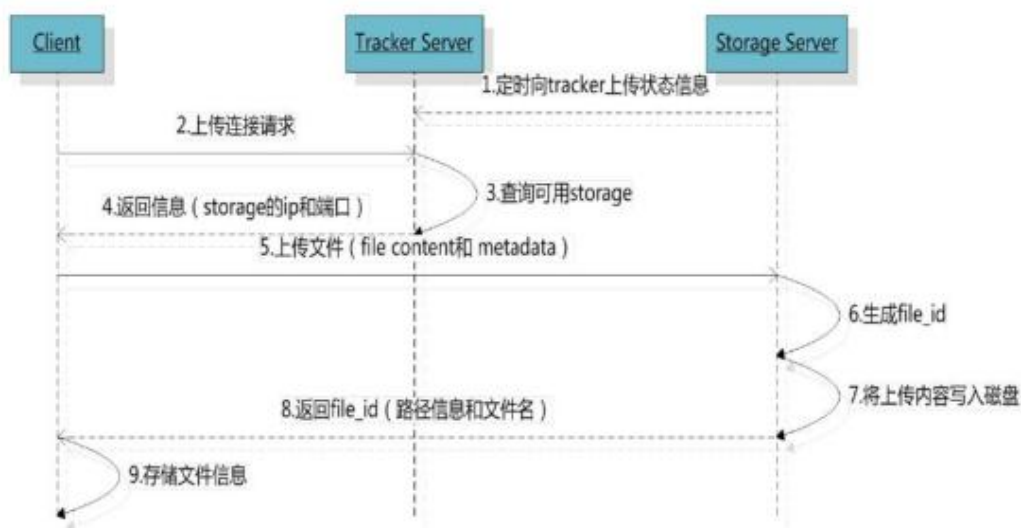 Client
Tracker Server
Storage Server
1.定时向tracker上传状态信息
2.上传连接请求
3.查询可用storage
4.返回信息（storage的ip和端口）
5.上传文件（file content和 metadata）
6.生成file_id
7.将上传内容写入磁盘
8.返回file_id（路径信息和文件名）
9.存储文件信息